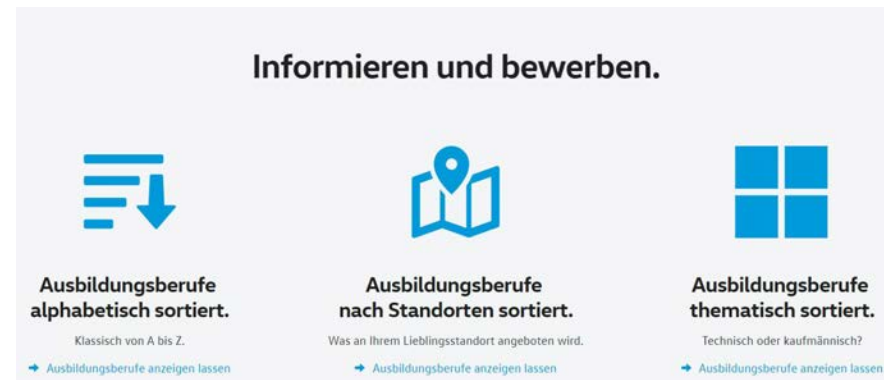 Informieren und bewerben.
Ausbildungsberufe
alphabetisch sortiert.
Klassisch von A bis Z.
Ausbildungsberufe anzeigen lassen
Ausbildungsberufe
nach Standorten sortiert.
Was an Ihrem Lieblingsstandort angeboten wird.
Ausbildungsberufe anzeigen lassen
Ausbildungsberufe
thematisch sortiert.
Technisch oder kaufmännisch?
Ausbildungsberufe anzeigen lassen